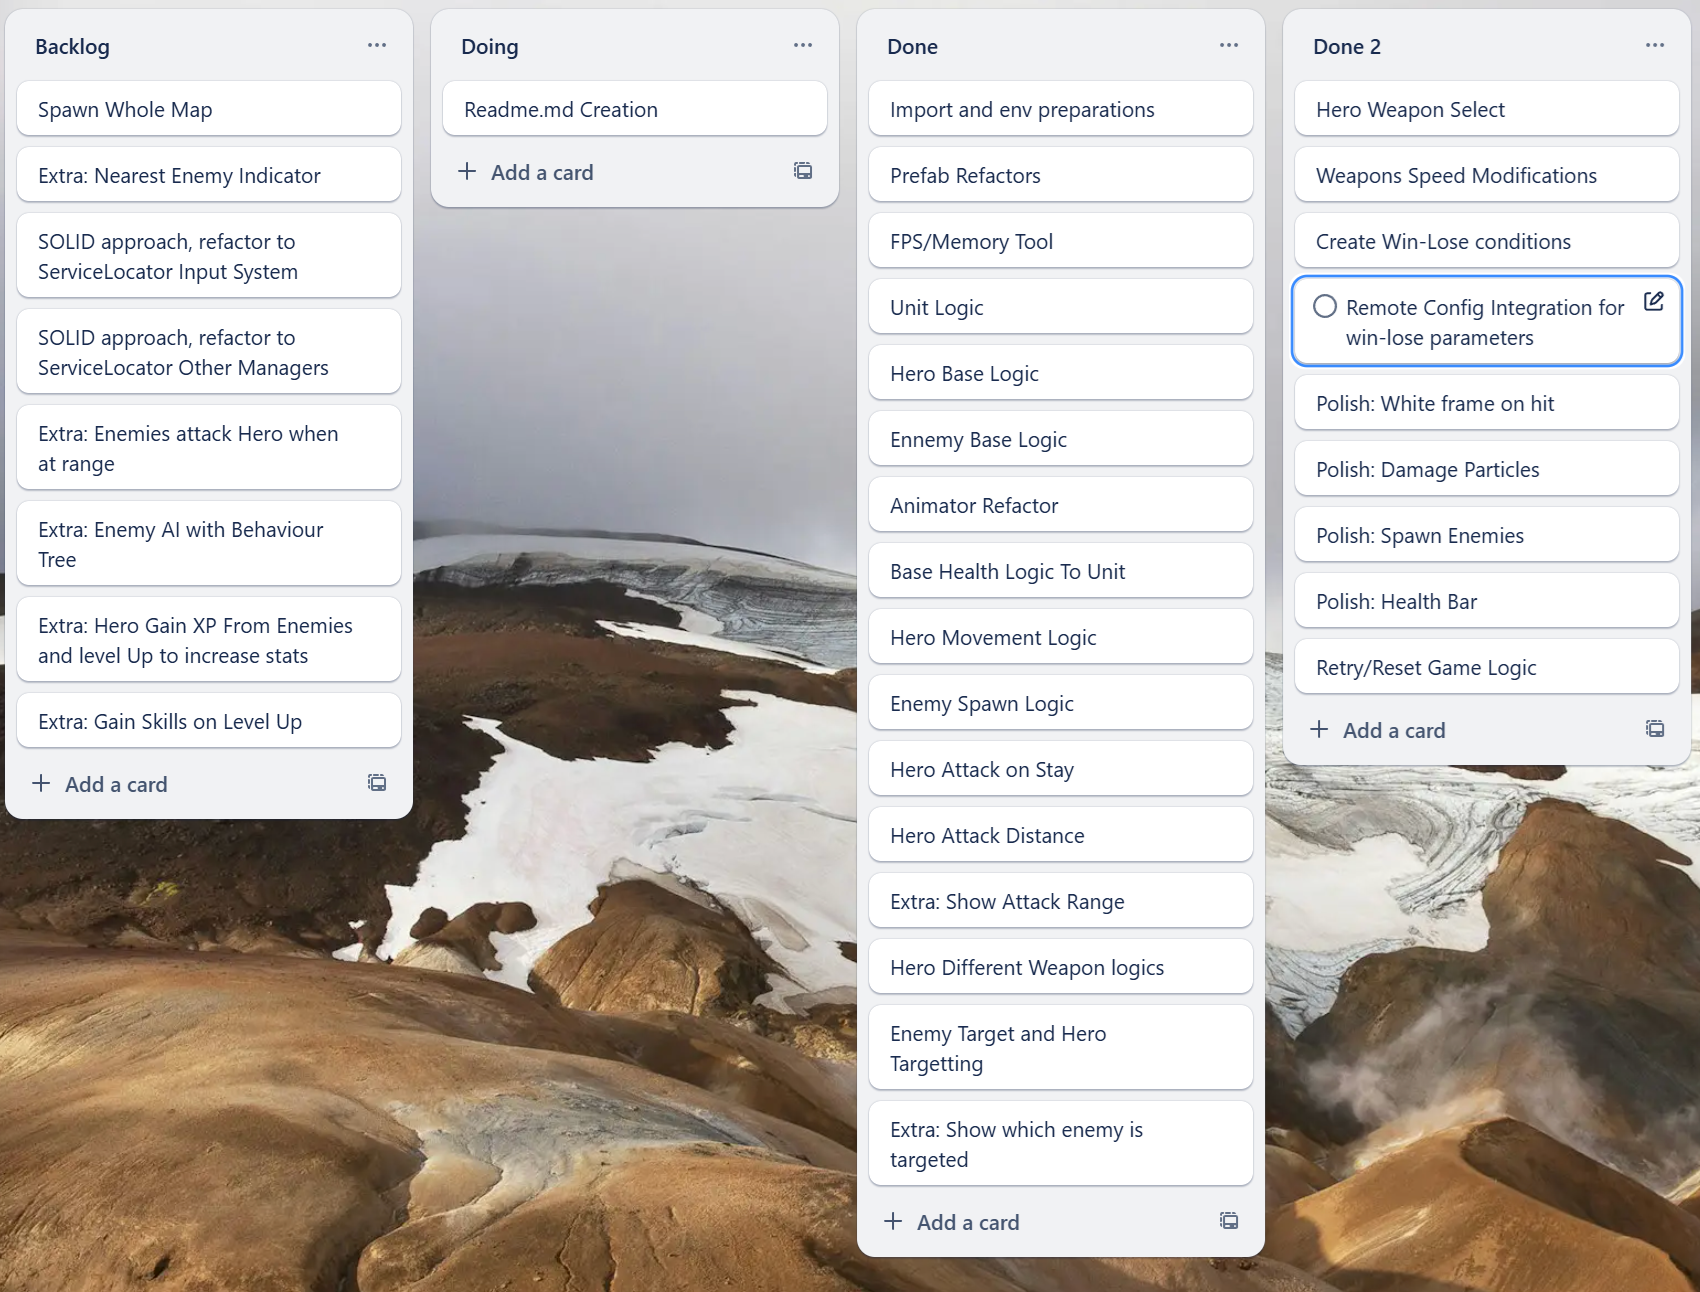 Backlog
Spawn Whole Map
Extra: Nearest Enemy Indicator
SOLID approach, refactor to
ServiceLocator Input System
SOLID approach, refactor to
ServiceLocator Other Managers
Extra: Enemies attack Hero when
at range
Extra: Enemy AI with Behaviour
Tree
Extra: Hero Gain XP From Enemies
and level Up to increase stats
Extra: Gain Skills on Level Up
Add a card
Doing
Readme.md Creation
Add a card
Done
Import and env preparations
Prefab Refactors
FPS/Memory Tool
Unit Logic
Hero Base Logic
Ennemy Base Logic
Animator Refactor
Base Health Logic To Unit
Hero Movement Logic
Enemy Spawn Logic
Hero Attack on Stay
Hero Attack Distance
Extra: Show Attack Range
Hero Different Weapon logics
Enemy Target and Hero
Targetting
Extra: Show which enemy is
targeted
Add a card
Done 2
Hero Weapon Select
Weapons Speed Modifications
Create Win-Lose conditions
Remote Config Integration for
win-lose parameters
Polish: White frame on hit
Polish: Damage Particles
Polish: Spawn Enemies
Polish: Health Bar
Retry/Reset Game Logic
Add a card